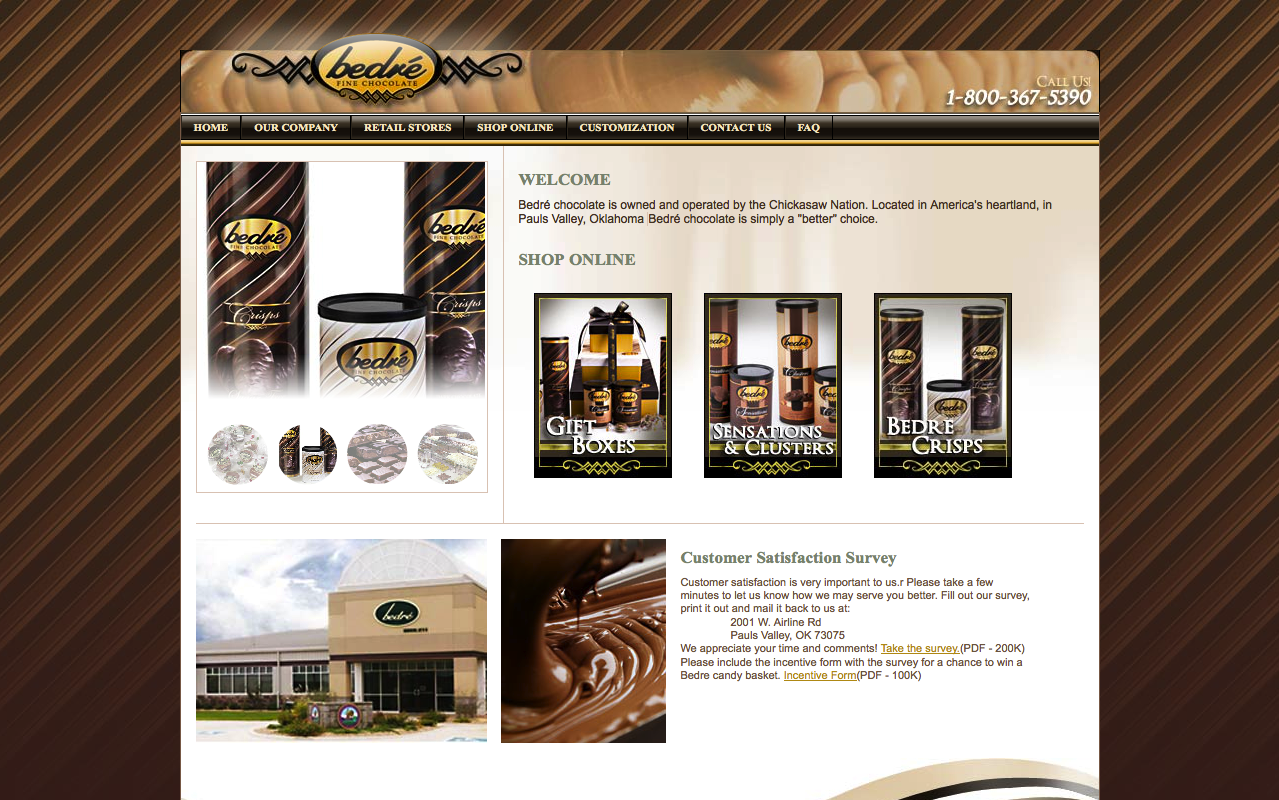 bedré
FINE CHOCOLATE
CALL US!
1-800-367-5390
HOME
OUR COMPANY
RETAIL STORES
SHOP ONLINE
CUSTOMIZATION
CONTACT US
FAQ
bedré
FINE CHOCOLATE
Crisps
bedré
FINE CHOCOLATE
Crisps
bedré
FINE CHOCOLATE
WELCOME
Bedré chocolate is owned and operated by the Chickasaw Nation. Located in America's heartland, in
Pauls Valley, Oklahoma Bedré chocolate is simply a "better" choice.
SHOP ONLINE
GIFT
BOXES
SENSATIONS
& CLUSTERS
BEDRE
CRISPS
bedré
Customer Satisfaction Survey
Customer satisfaction is very important to us.r Please take a few
minutes to let us know how we may serve you better. Fill out our survey,
print it out and mail it back to us at:
2001 W. Airline Rd
Pauls Valley, OK 73075
We appreciate your time and comments! Take the survey.(PDF - 200K)
Please include the incentive form with the survey for a chance to win a
Bedre candy basket. Incentive Form(PDF - 100K)